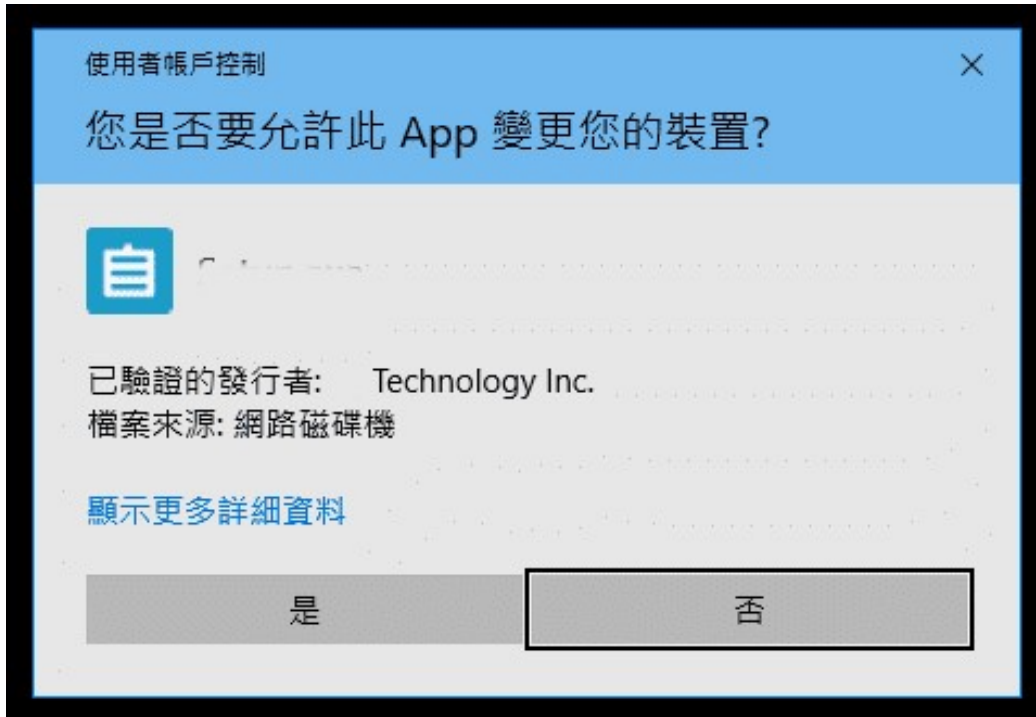 使用者帳戶控制
您是否要允許此 App 變更您的裝置?
已驗證的發行者: Technology Inc.
檔案來源: 網路磁碟機
顯示更多詳細資料
是
否